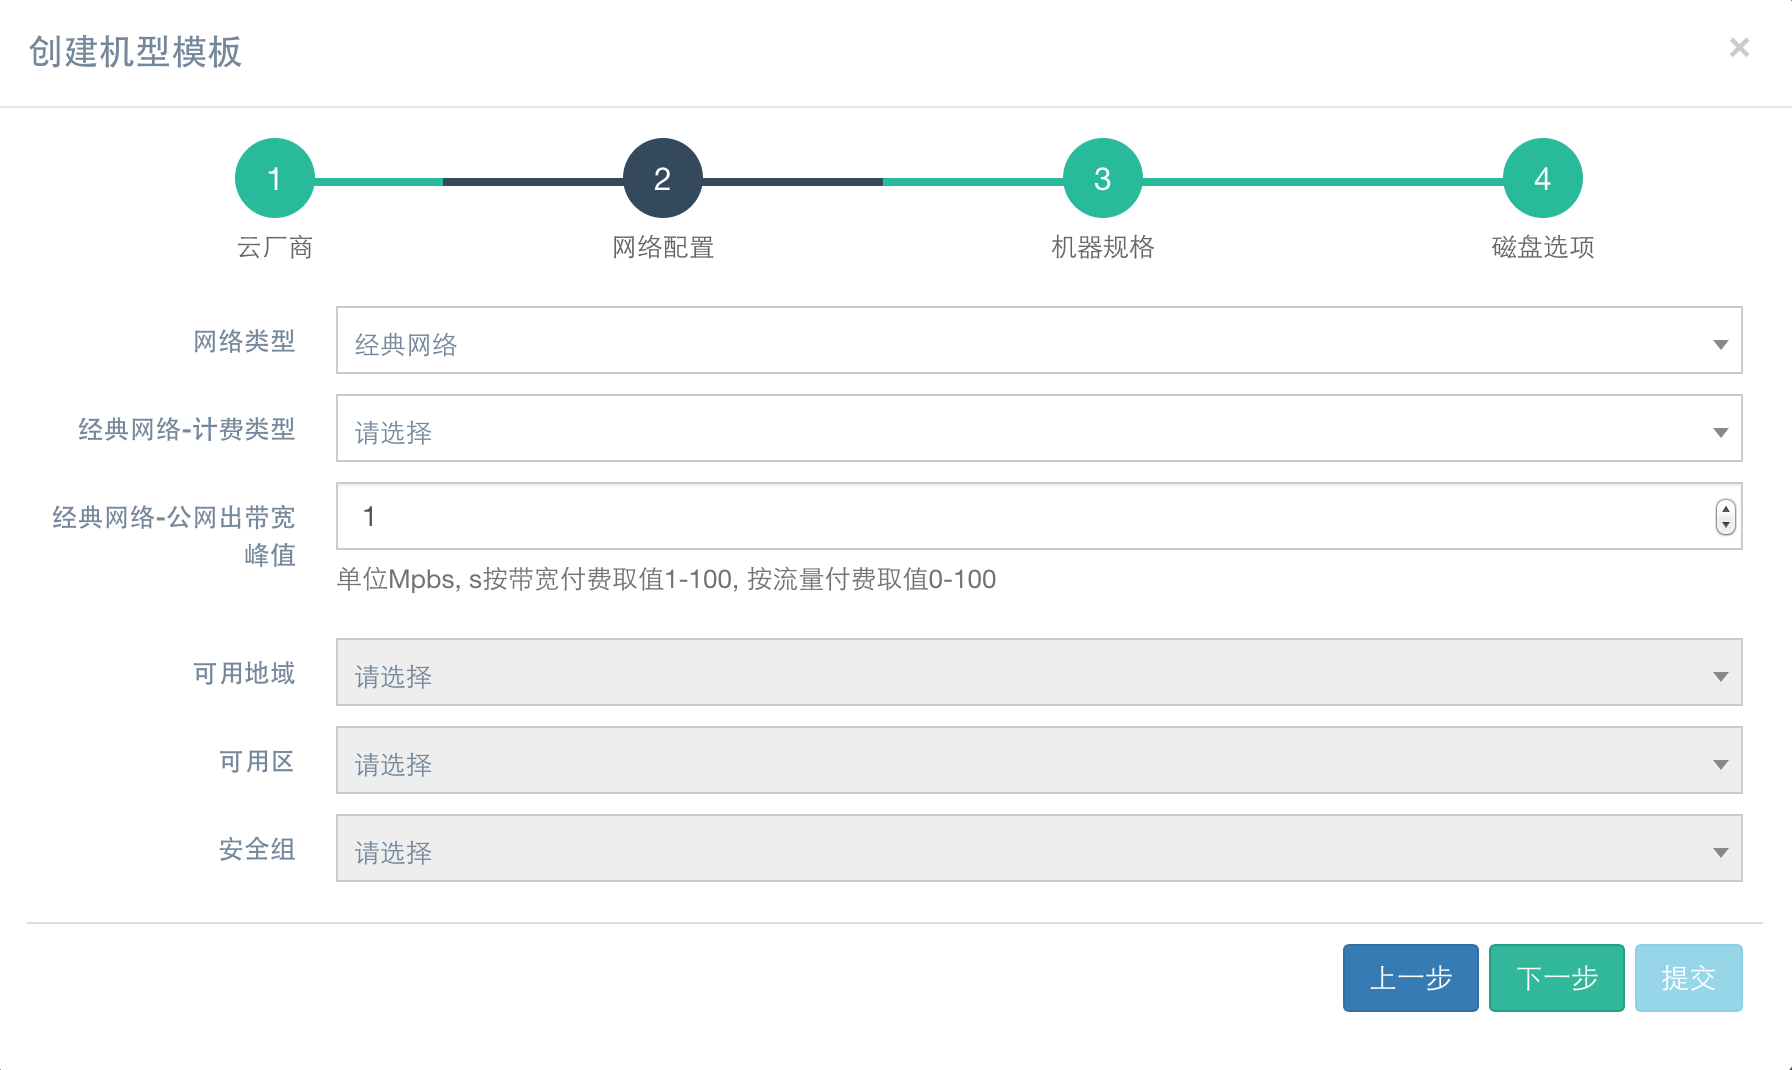 创建机型模板
×
1
2
3
4
云厂商
网络配置
机器规格
磁盘选项
网络类型
经典网络
经典网络-计费类型
请选择
经典网络-公网出带宽
峰值
1
单位Mpbs, s按带宽付费取值1-100, 按流量付费取值0-100
可用地域
请选择
可用区
请选择
安全组
请选择
上一步
下一步
提交